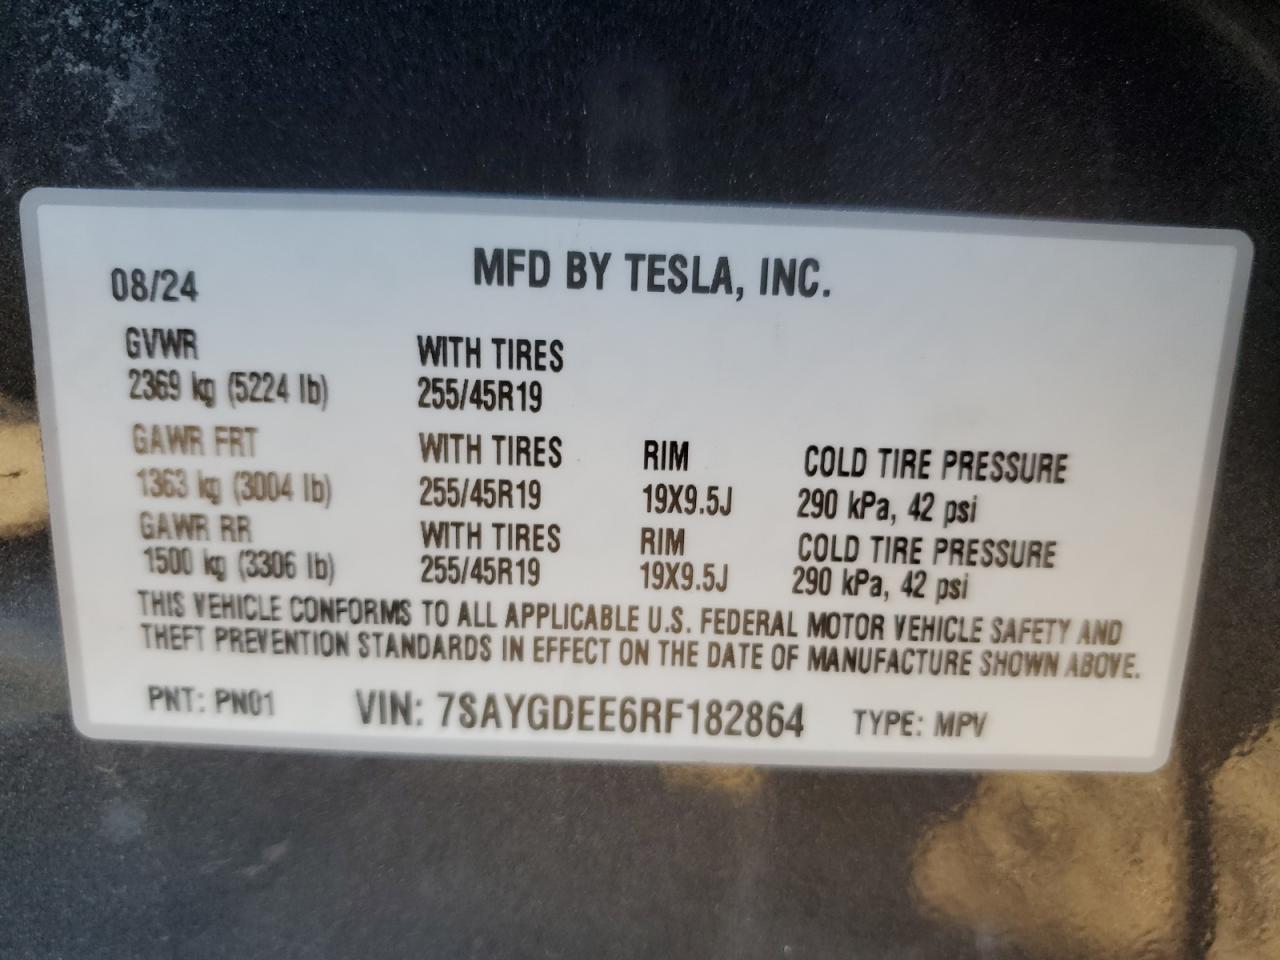 MFD BY TESLA, INC.
08/24
GVWR WITH TIRES
2369 kg (5224 lb) 255/45R19
GAWR FRT WITH TIRES RIM COLD TIRE PRESSURE
1363 kg (3004 lb) 255/45R19 19X9.5J 290 kPa, 42 psi
GAWR RR WITH TIRES RIM COLD TIRE PRESSURE
1500 kg (3306 lb) 255/45R19 19X9.5J 290 kPa, 42 psi
THIS VEHICLE CONFORMS TO ALL APPLICABLE U.S. FEDERAL MOTOR VEHICLE SAFETY AND
THEFT PREVENTION STANDARDS IN EFFECT ON THE DATE OF MANUFACTURE SHOWN ABOVE.
PNT: PN01 VIN: 7SAYGDEE6RF182864 TYPE: MPV